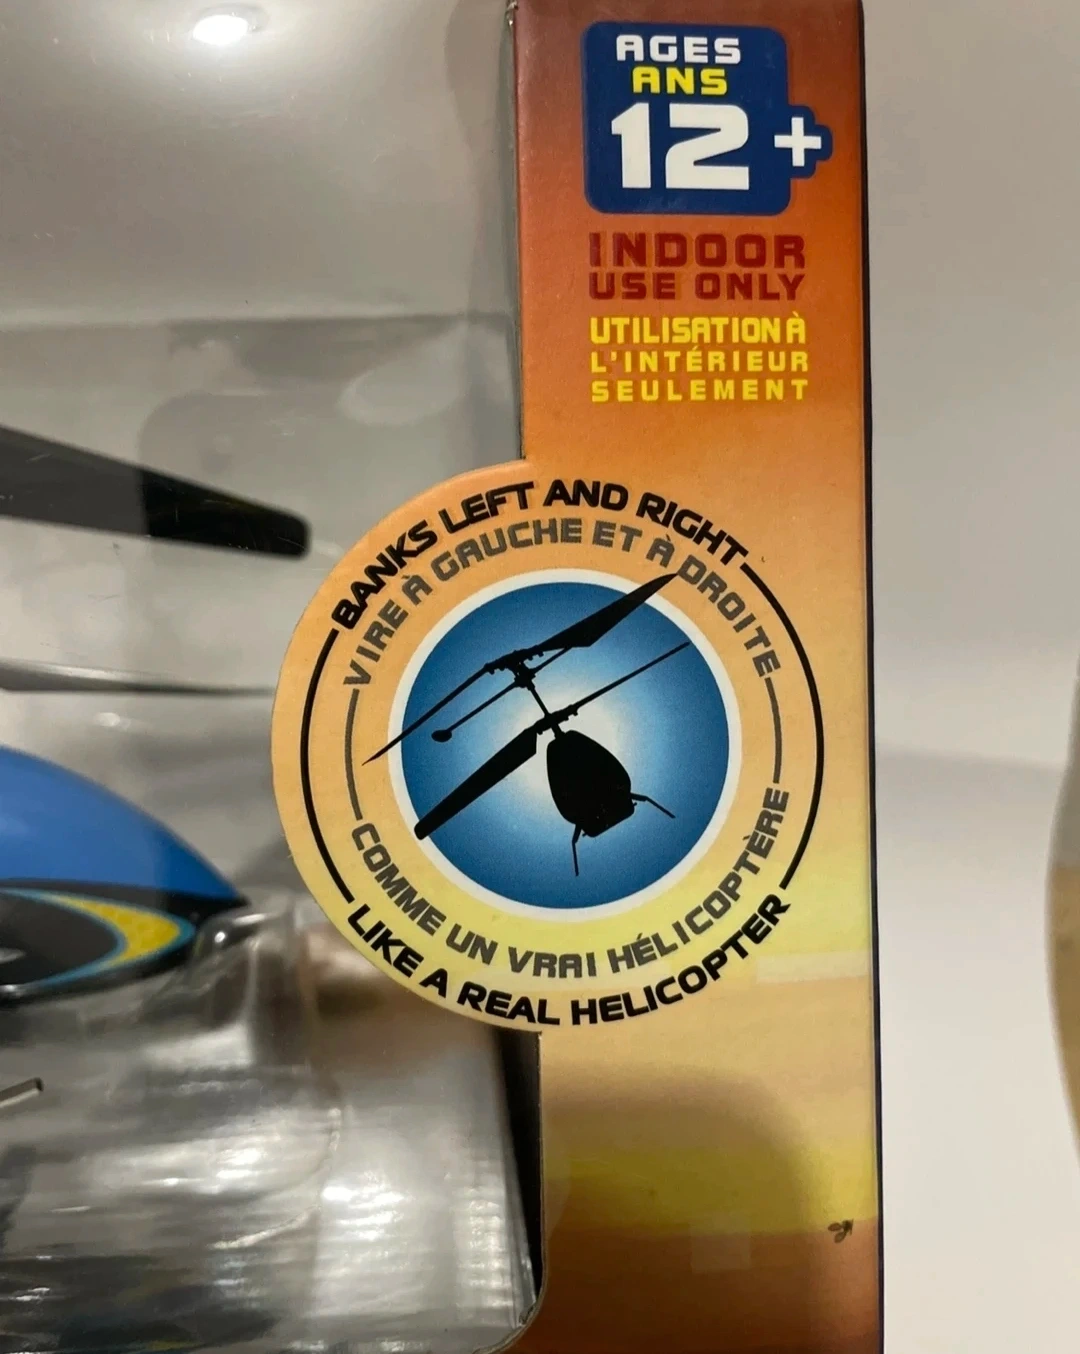 AGES
ANS
12+
INDOOR
USE ONLY
UTILISATION À
L'INTÉRIEUR
SEULEMENT
BANKS LEFT AND RIGHT
VIRE À GAUCHE ET À DROITE
COMME UN VRAI HÉLICOPTÈRE
LIKE A REAL HELICOPTER